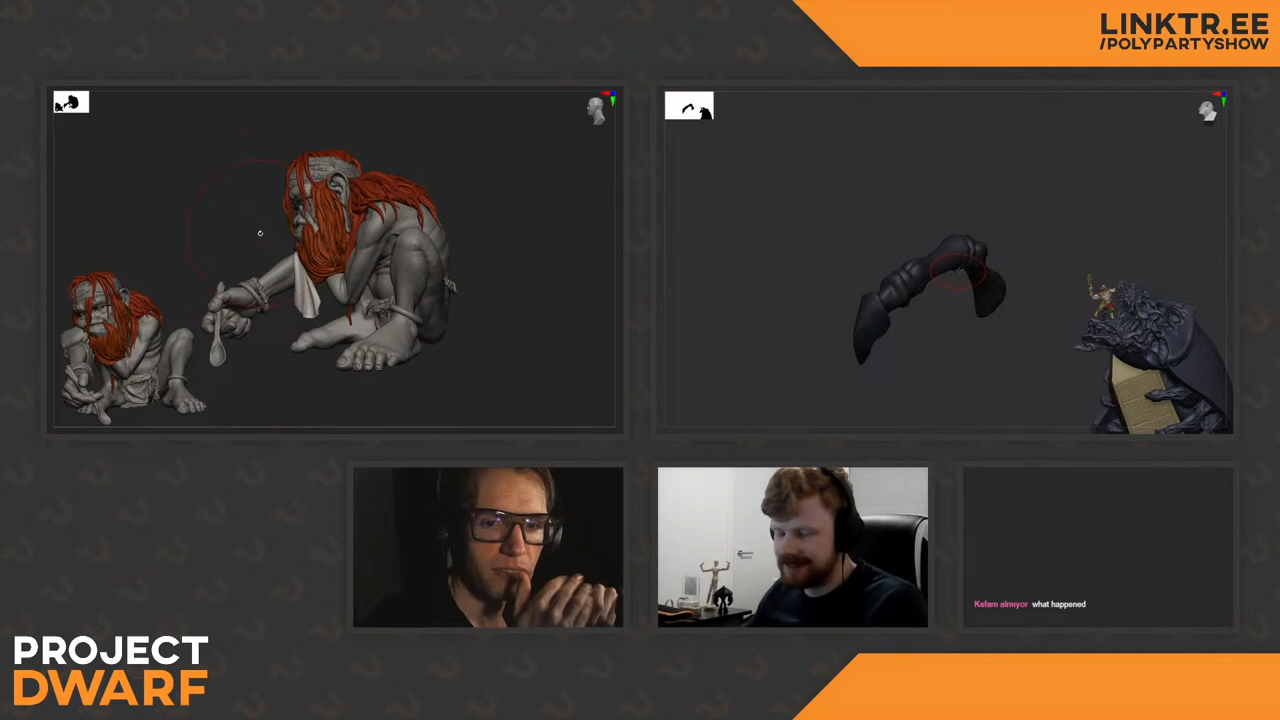 LINKTR.EE
/POLYPARTYSHOW
Kafam almıyor what happened
PROJECT
DWARF